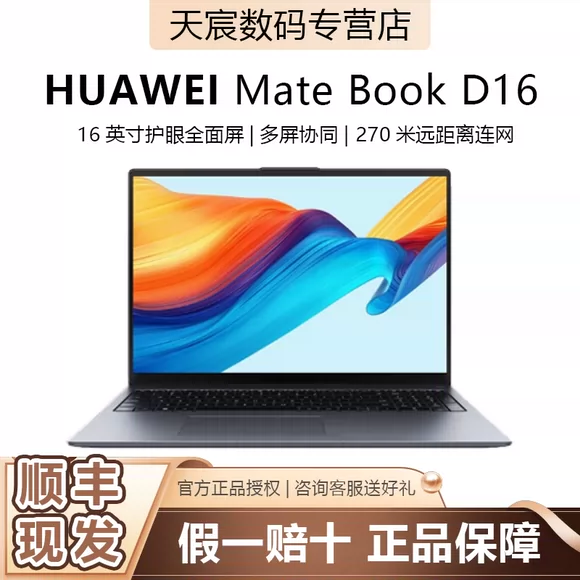 天宸数码专营店
HUAWEI Mate Book D16
16 英寸护眼全面屏 | 多屏协同 | 270 米远距离连网
顺丰
现发
官方正品授权 | 咨询客服送好礼
假一赔十 正品保障